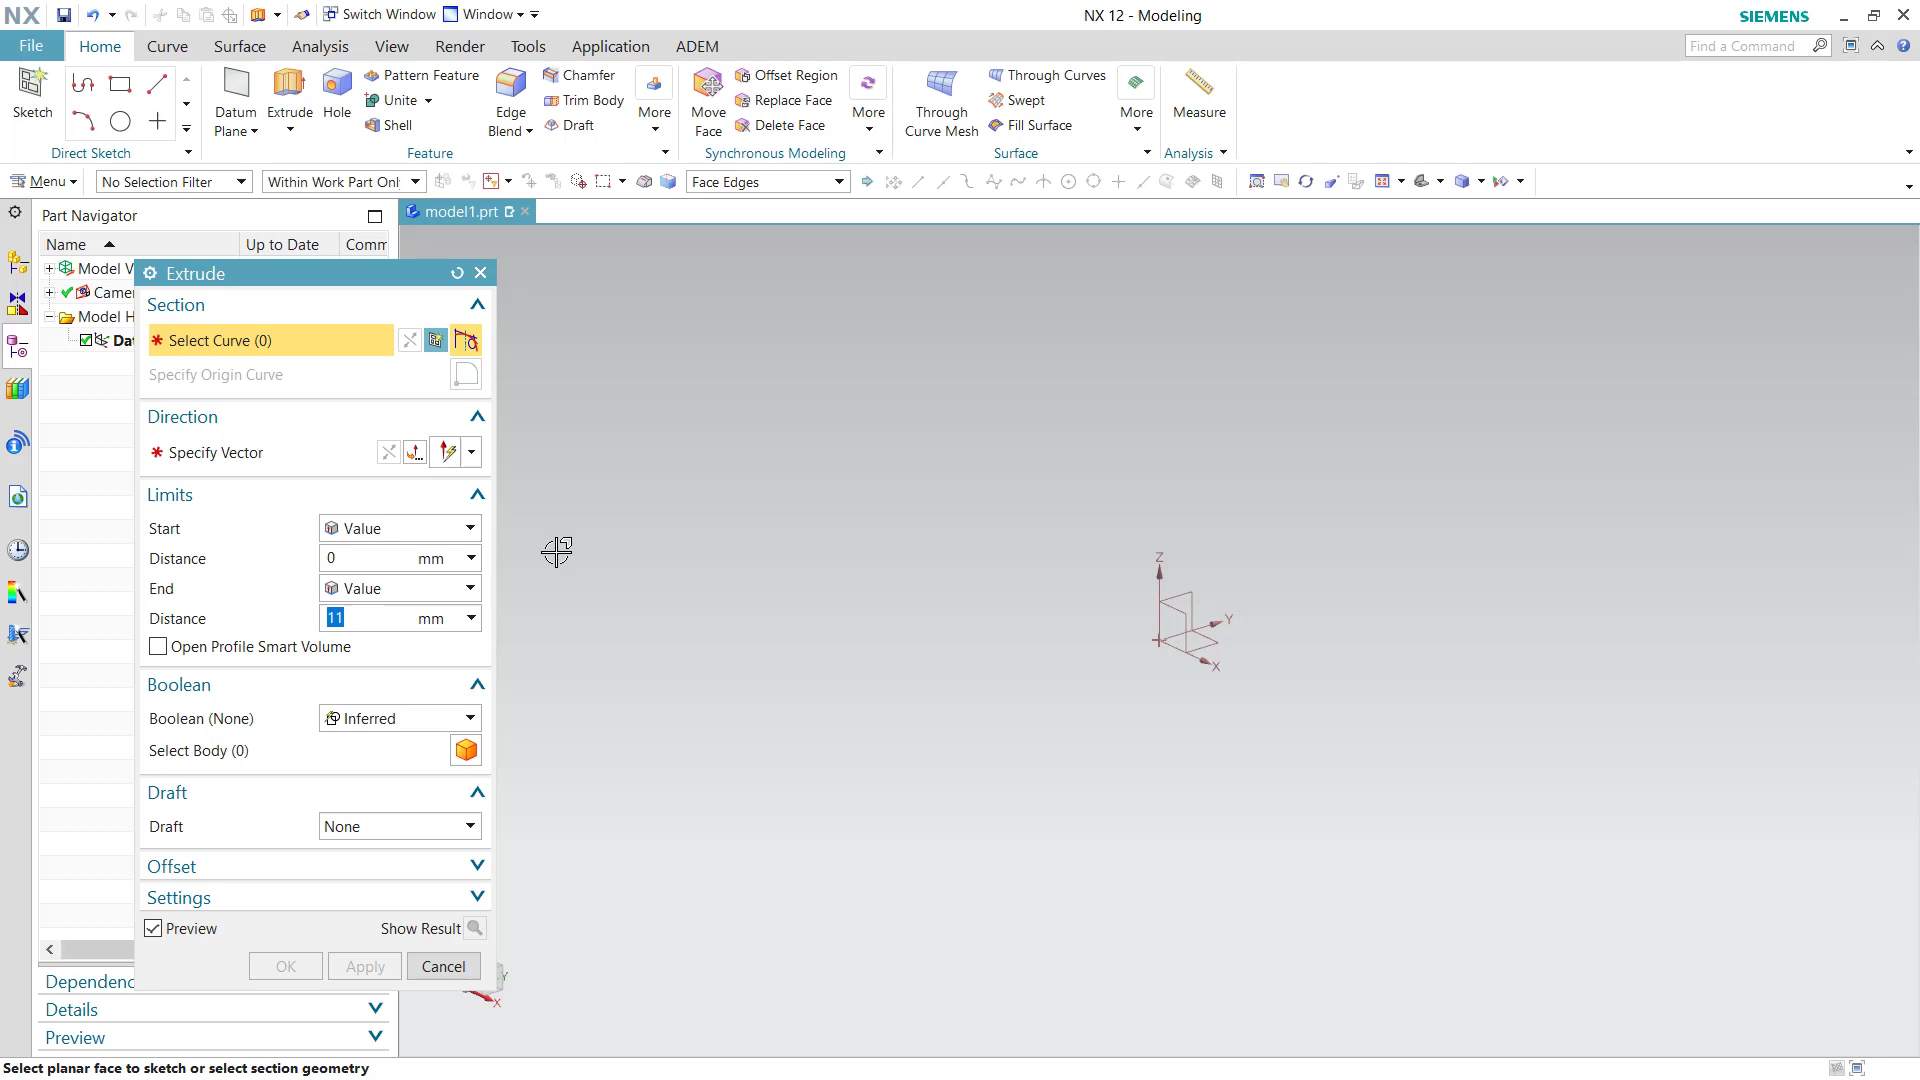 NX
Switch Window
Window
NX 12 - Modeling
SIEMENS
File
Home
Curve
Surface
Analysis
View
Render
Tools
Application
ADEM
Find a Command
Sketch
Direct Sketch
Datum
Plane
Extrude
Hole
Pattern Feature
Unite
Shell
Edge
Blend
Chamfer
Trim Body
Draft
More
Feature
Move
Face
Offset Region
Replace Face
Delete Face
More
Synchronous Modeling
Through
Curve Mesh
Through Curves
Swept
Fill Surface
More
Surface
Measure
Analysis
Menu
No Selection Filter
Within Work Part Onl
Face Edges
Part Navigator
model1.prt
Name
Up to Date
Comm
Model V
Camer
Model H
Dat
Extrude
Section
* Select Curve (0)
Specify Origin Curve
Direction
* Specify Vector
Limits
Start
Value
Distance
0 mm
End
Value
Distance
11 mm
Open Profile Smart Volume
Boolean
Boolean (None)
Inferred
Select Body (0)
Draft
Draft
None
Offset
Settings
Preview
Show Result
OK
Apply
Cancel
Dependenc
Details
Preview
Z
Y
X
Y
X
Select planar face to sketch or select section geometry